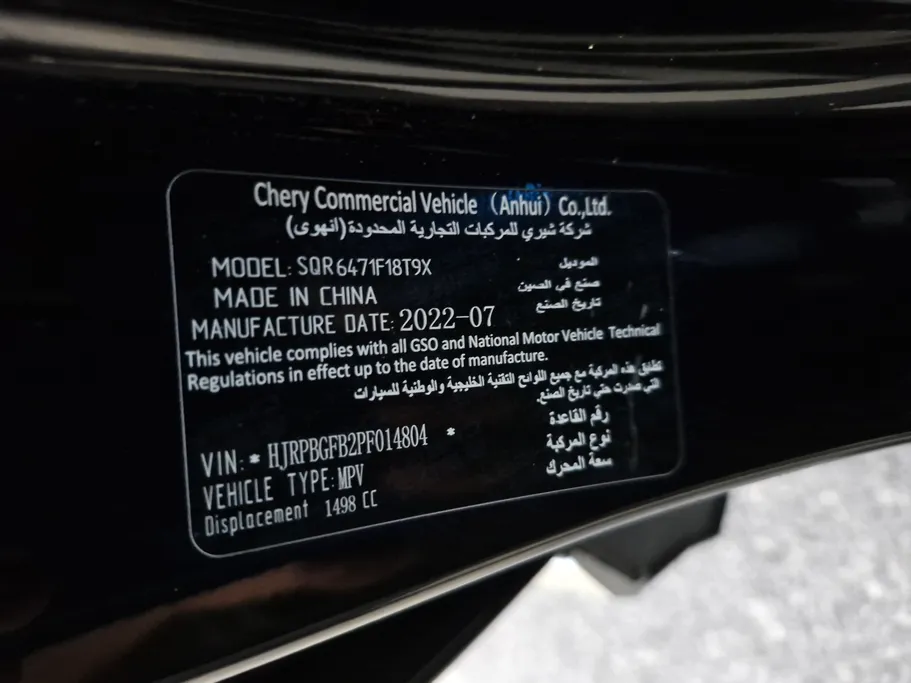 Chery Commercial Vehicle （Anhui） Co.,Ltd.
شركة شيري للمركبات التجارية المحدودة (انهوى)
MODEL: SQR6471F18T9X الموديل
MADE IN CHINA صنع في الصين
MANUFACTURE DATE: 2022-07 تاريخ الصنع
This vehicle complies with all GSO and National Motor Vehicle Technical
Regulations in effect up to the date of manufacture.
تطابق هذه المركبة مع جميع اللوائح التقنية الخليجية والوطنية للسيارات
التي صدرت حتى تاريخ الصنع.
VIN: * HJRPBGFB2PF014804 * رقم القاعدة
VEHICLE TYPE: MPV نوع المركبة
Displacement 1498 CC سعة المحرك